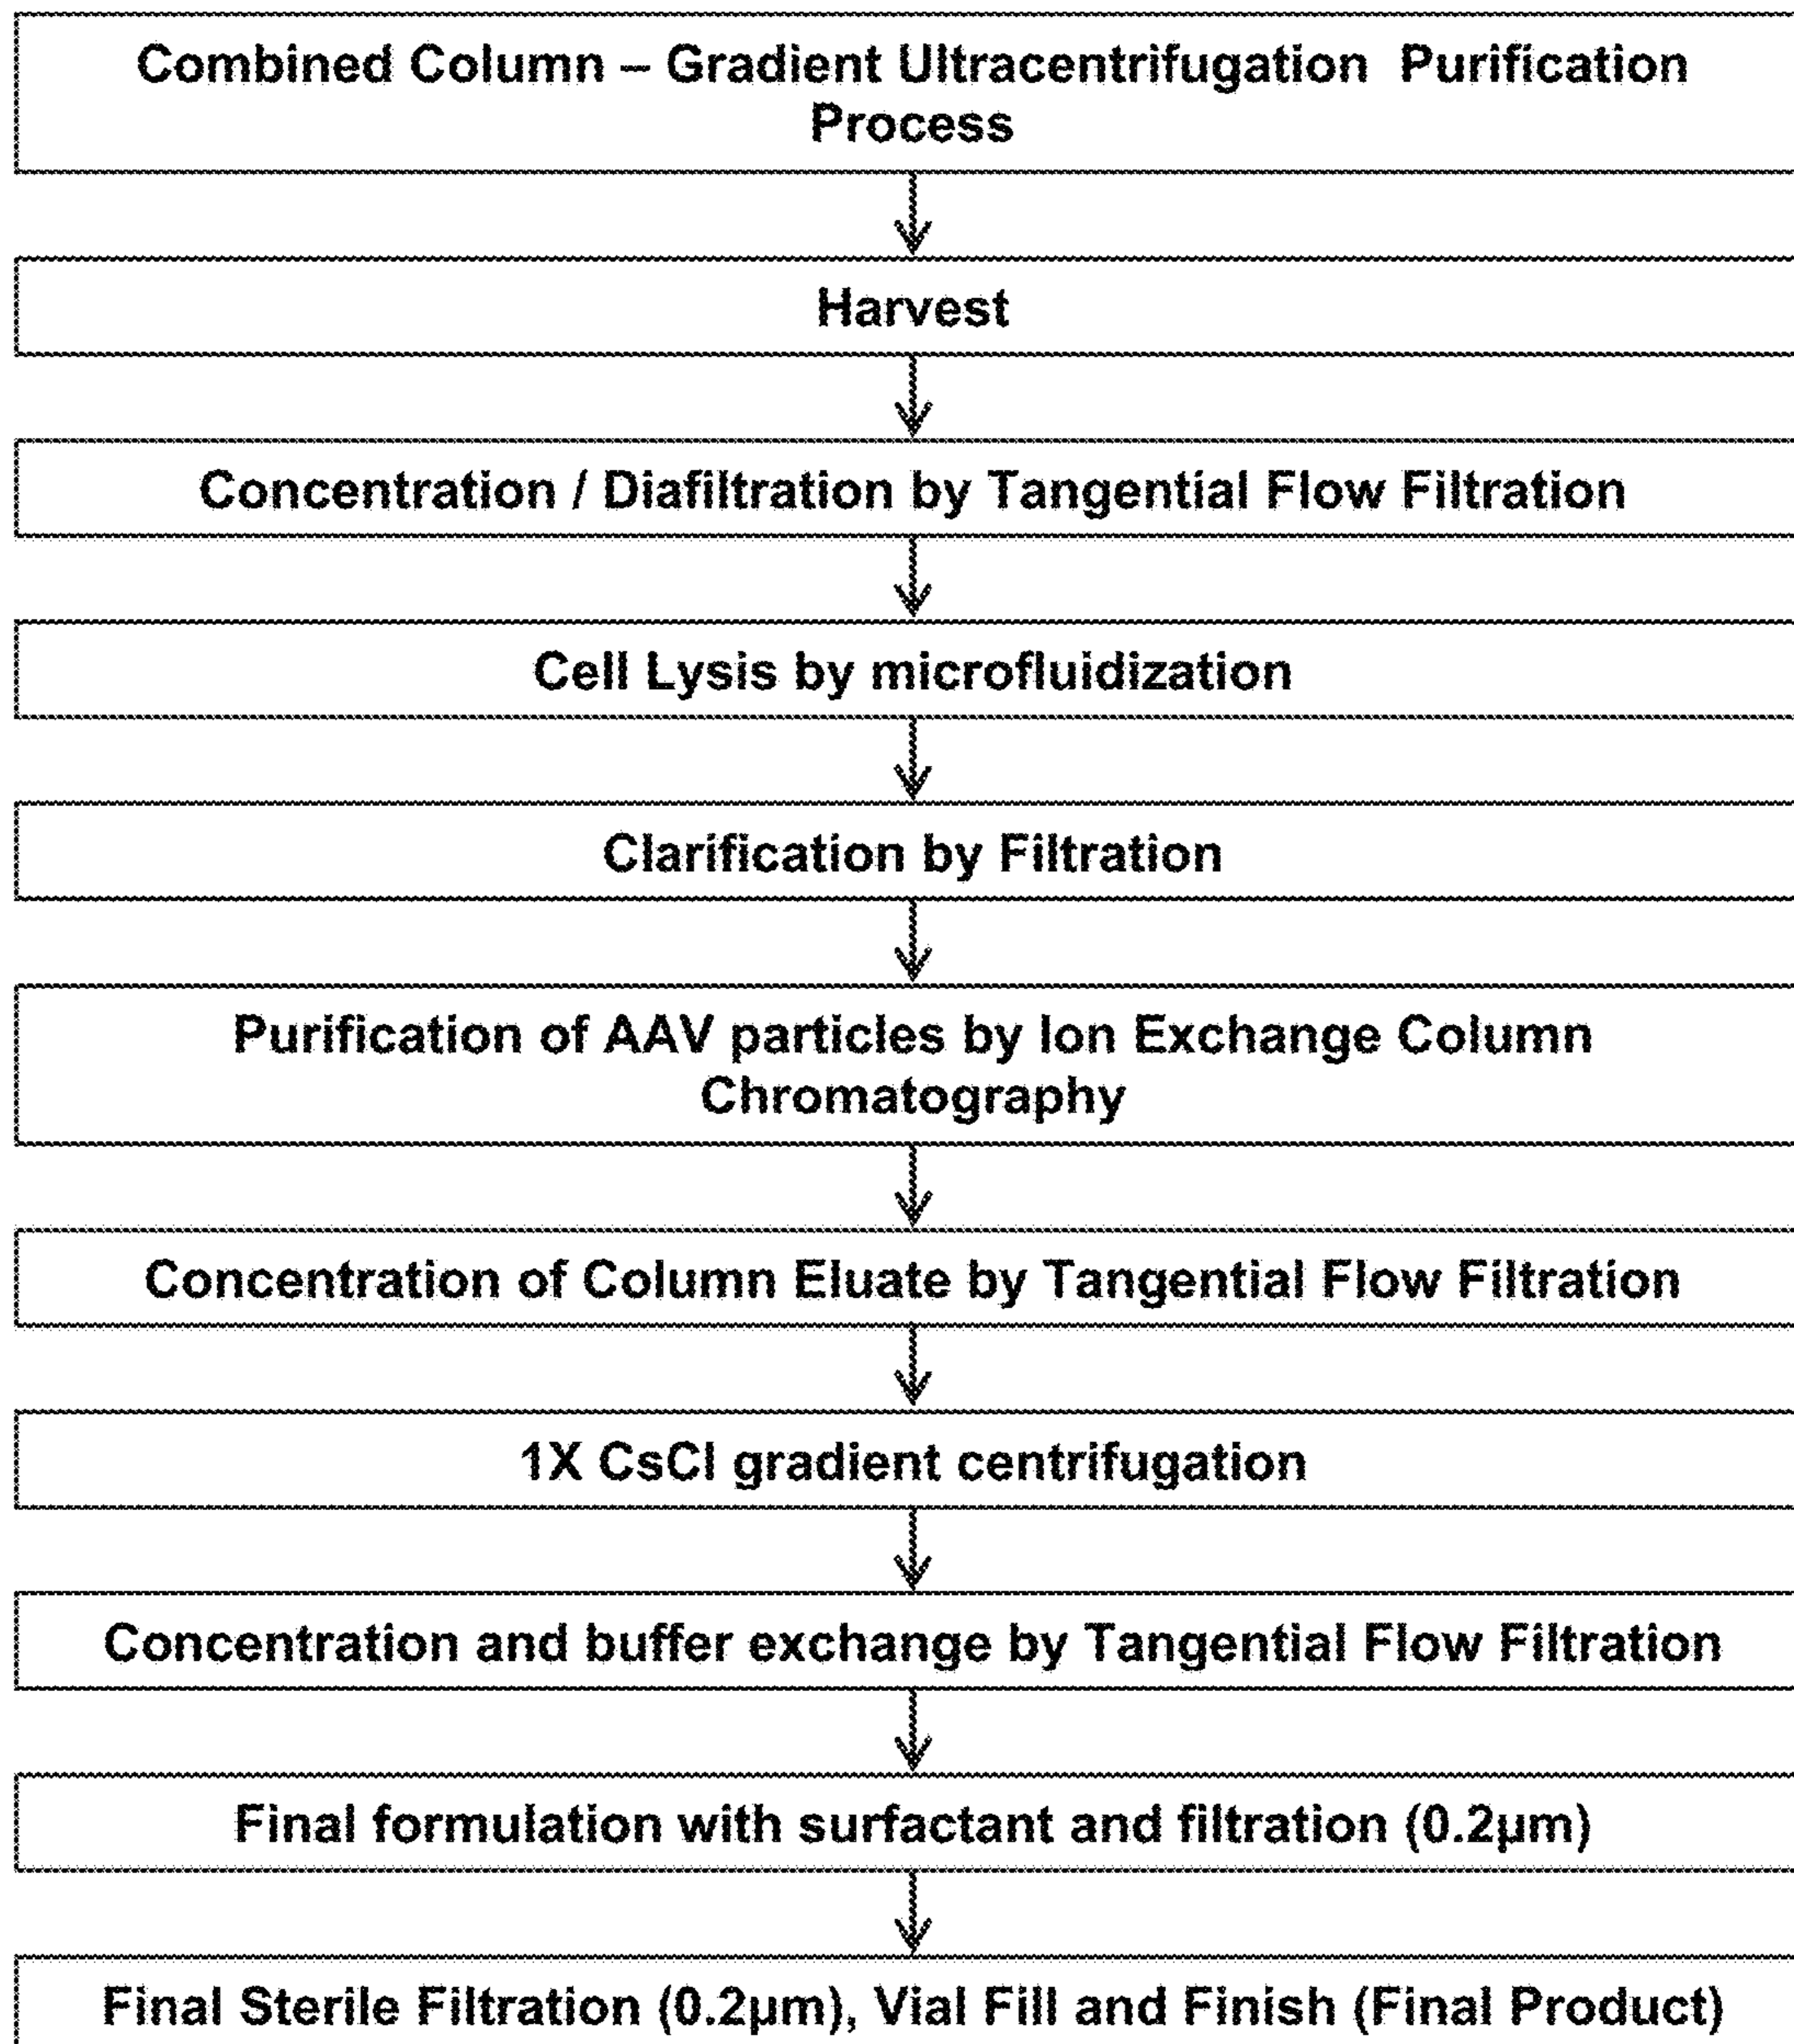 Combined Column – Gradient Ultracentrifugation Purification
Process
Harvest
Concentration / Diafiltration by Tangential Flow Filtration
Cell Lysis by microfluidization
Clarification by Filtration
Purification of AAV particles by Ion Exchange Column
Chromatography
Concentration of Column Eluate by Tangential Flow Filtration
1X CsCl gradient centrifugation
Concentration and buffer exchange by Tangential Flow Filtration
Final formulation with surfactant and filtration (0.2µm)
Final Sterile Filtration (0.2µm), Vial Fill and Finish (Final Product)